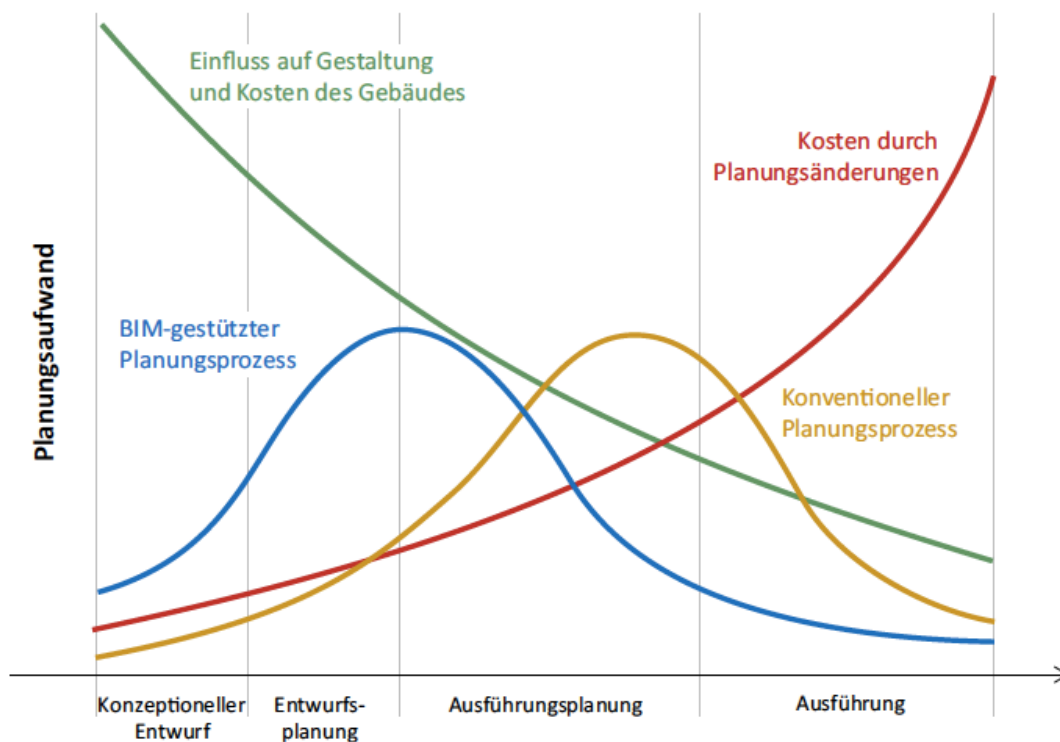 Einfluss auf Gestaltung
und Kosten des Gebäudes
Kosten durch
Planungsänderungen
BIM-gestützter
Planungsprozess
Konventioneller
Planungsprozess
Planungsaufwand
Konzeptioneller
Entwurf
Entwurfs-
planung
Ausführungsplanung
Ausführung